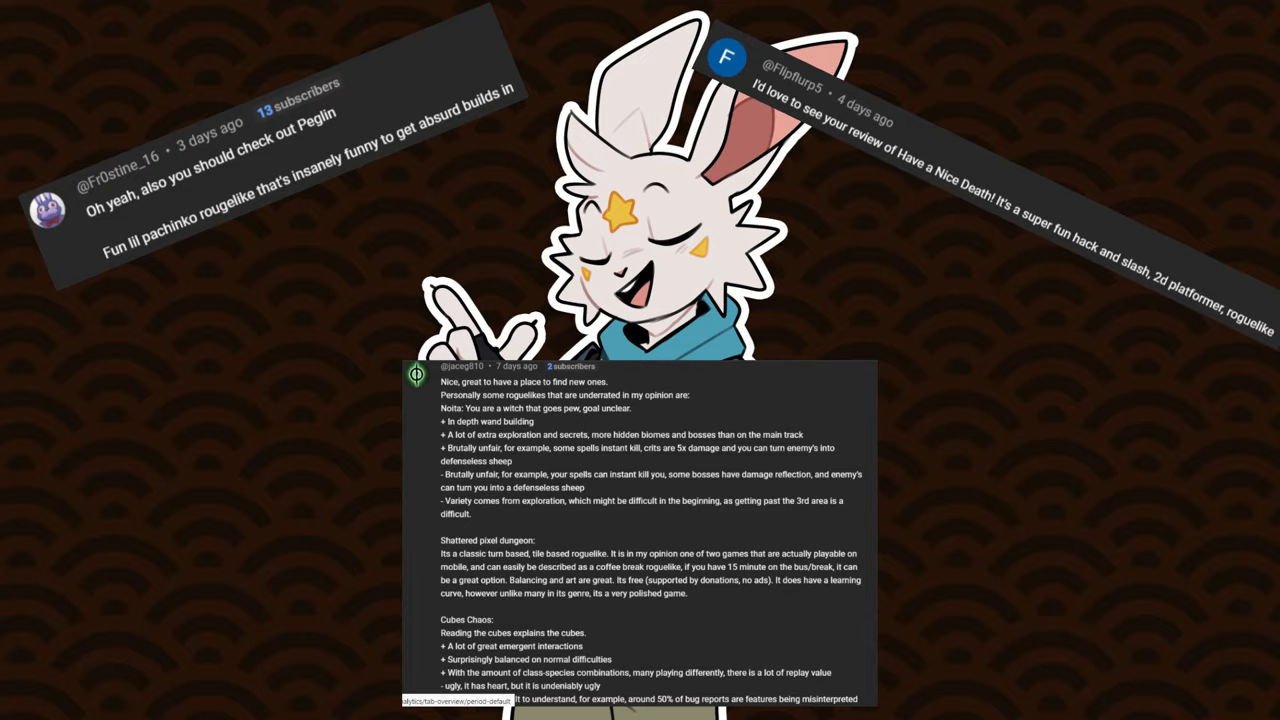 @Fr0stine_16 • 3 days ago 13 subscribers
Oh yeah, also you should check out Peglin
Fun lil pachinko rougelike that's insanely funny to get absurd builds in
F
@Flipflurp5 • 4 days ago
I'd love to see your review of Have a Nice Death! It's a super fun hack and slash, 2d platformer, roguelike
@jaceg810 • 7 days ago 2 subscribers
Nice, great to have a place to find new ones.
Personally some roguelikes that are underrated in my opinion are:
Noita: You are a witch that goes pew, goal unclear.
+ In depth wand building
+ A lot of extra exploration and secrets, more hidden biomes and bosses than on the main track
+ Brutally unfair, for example, some spells instant kill, crits are 5x damage and you can turn enemy's into
defenseless sheep
- Brutally unfair, for example, your spells can instant kill you, some bosses have damage reflection, and enemy's
can turn you into a defenseless sheep
- Variety comes from exploration, which might be difficult in the beginning, as getting past the 3rd area is a
difficult.
Shattered pixel dungeon:
Its a classic turn based, tile based roguelike. It is in my opinion one of two games that are actually playable on
mobile, and can easily be described as a coffee break roguelike, if you have 15 minute on the bus/break, it can
be a great option. Balancing and art are great. Its free (supported by donations, no ads). It does have a learning
curve, however unlike many in its genre, its a very polished game.
Cubes Chaos:
Reading the cubes explains the cubes.
+ A lot of great emergent interactions
+ Surprisingly balanced on normal difficulties
+ With the amount of class-species combinations, many playing differently, there is a lot of replay value
- ugly, it has heart, but it is undeniably ugly
alytics/tab-overview/period-default it to understand, for example, around 50% of bug reports are features being misinterpreted